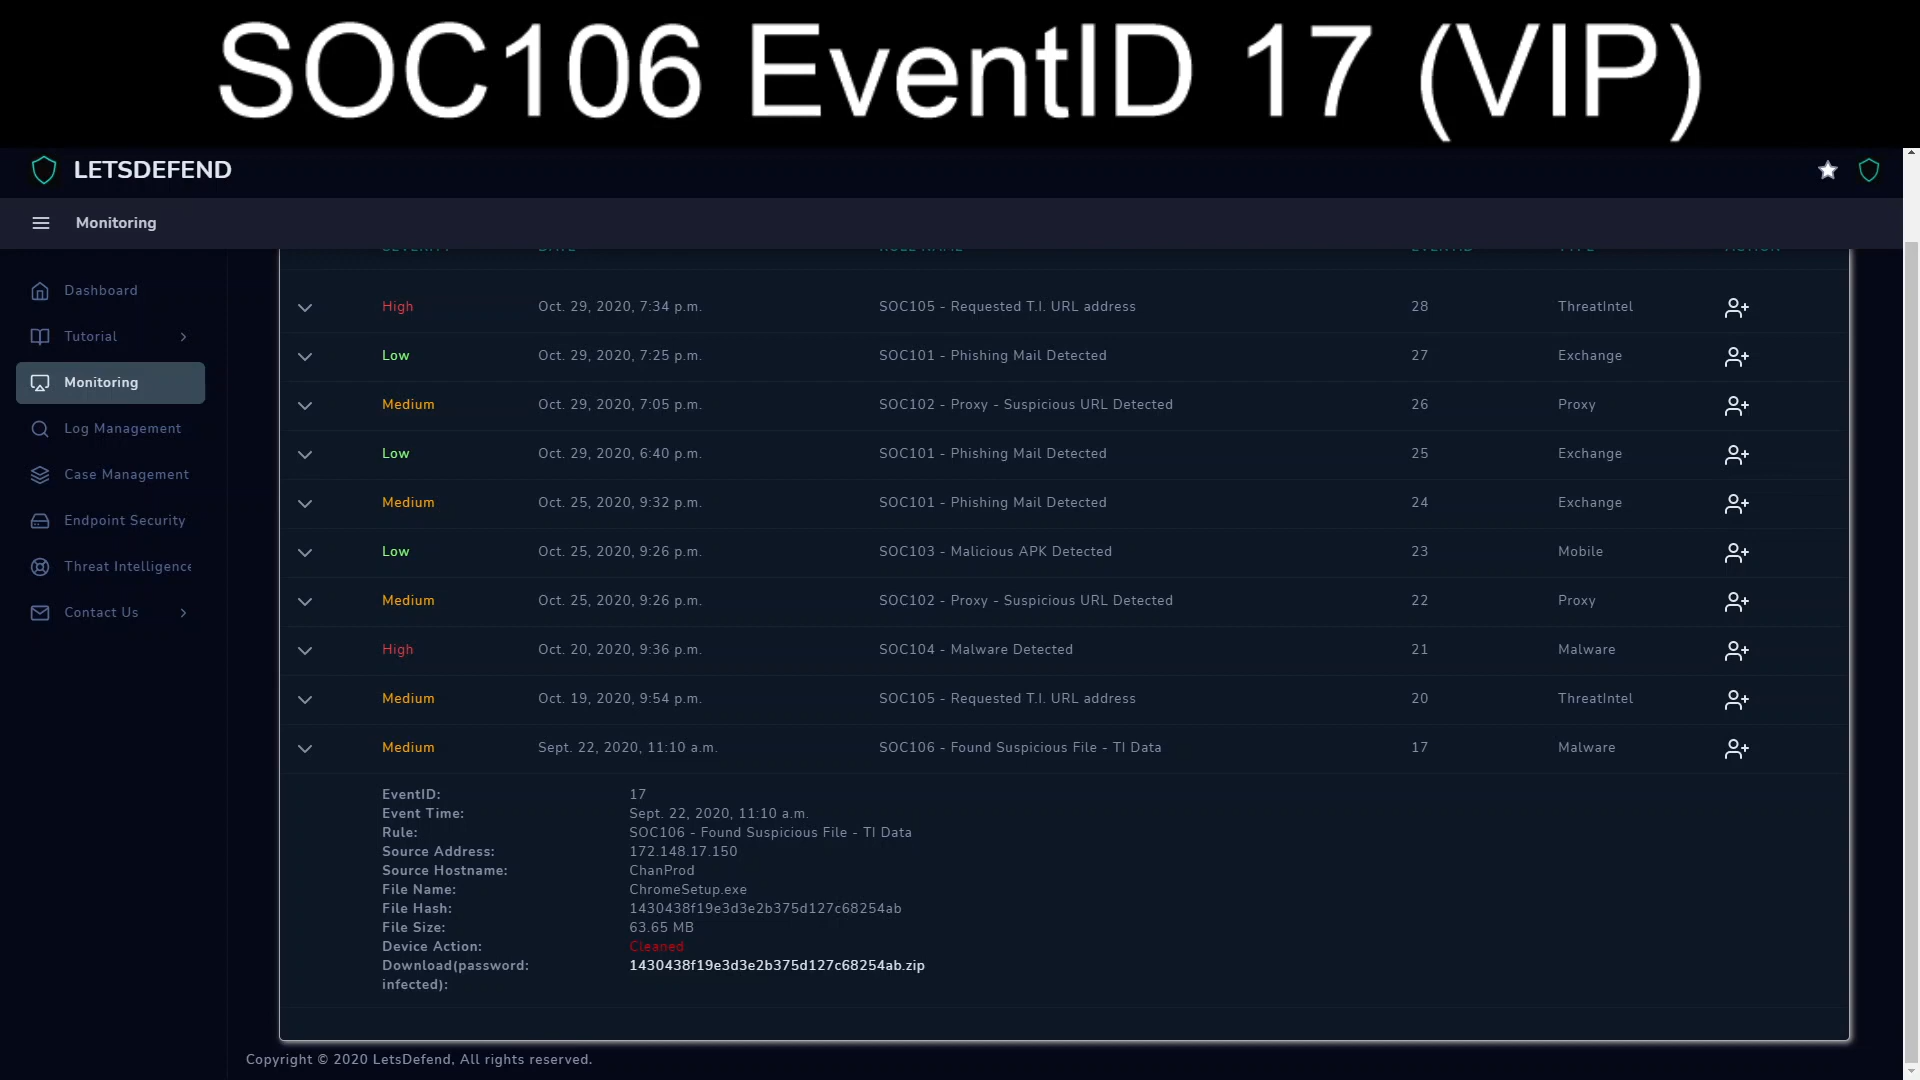 SOC106 EventID 17 (VIP)
LETSDEFEND
Monitoring
SEVERITY DATE RULE NAME EVENTID TYPE ACTION
Dashboard
Tutorial
Monitoring
Log Management
Case Management
Endpoint Security
Threat Intelligence
Contact Us
High Oct. 29, 2020, 7:34 p.m. SOC105 - Requested T.I. URL address 28 ThreatIntel
Low Oct. 29, 2020, 7:25 p.m. SOC101 - Phishing Mail Detected 27 Exchange
Medium Oct. 29, 2020, 7:05 p.m. SOC102 - Proxy - Suspicious URL Detected 26 Proxy
Low Oct. 29, 2020, 6:40 p.m. SOC101 - Phishing Mail Detected 25 Exchange
Medium Oct. 25, 2020, 9:32 p.m. SOC101 - Phishing Mail Detected 24 Exchange
Low Oct. 25, 2020, 9:26 p.m. SOC103 - Malicious APK Detected 23 Mobile
Medium Oct. 25, 2020, 9:26 p.m. SOC102 - Proxy - Suspicious URL Detected 22 Proxy
High Oct. 20, 2020, 9:36 p.m. SOC104 - Malware Detected 21 Malware
Medium Oct. 19, 2020, 9:54 p.m. SOC105 - Requested T.I. URL address 20 ThreatIntel
Medium Sept. 22, 2020, 11:10 a.m. SOC106 - Found Suspicious File - TI Data 17 Malware
EventID: 17
Event Time: Sept. 22, 2020, 11:10 a.m.
Rule: SOC106 - Found Suspicious File - TI Data
Source Address: 172.148.17.150
Source Hostname: ChanProd
File Name: ChromeSetup.exe
File Hash: 1430438f19e3d3e2b375d127c68254ab
File Size: 63.65 MB
Device Action: Cleaned
Download(password: 1430438f19e3d3e2b375d127c68254ab.zip
infected):
Copyright © 2020 LetsDefend, All rights reserved.